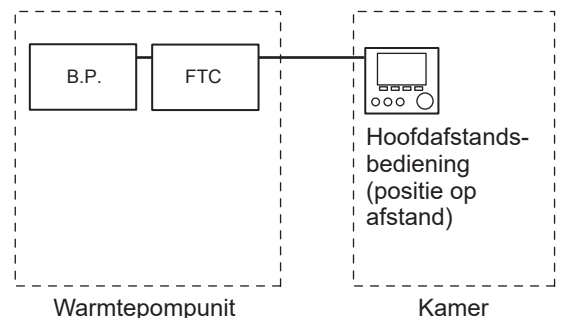 B.P.
FTC
Hoofdafstands-
bediening
(positie op
afstand)
Warmtepompunit
Kamer